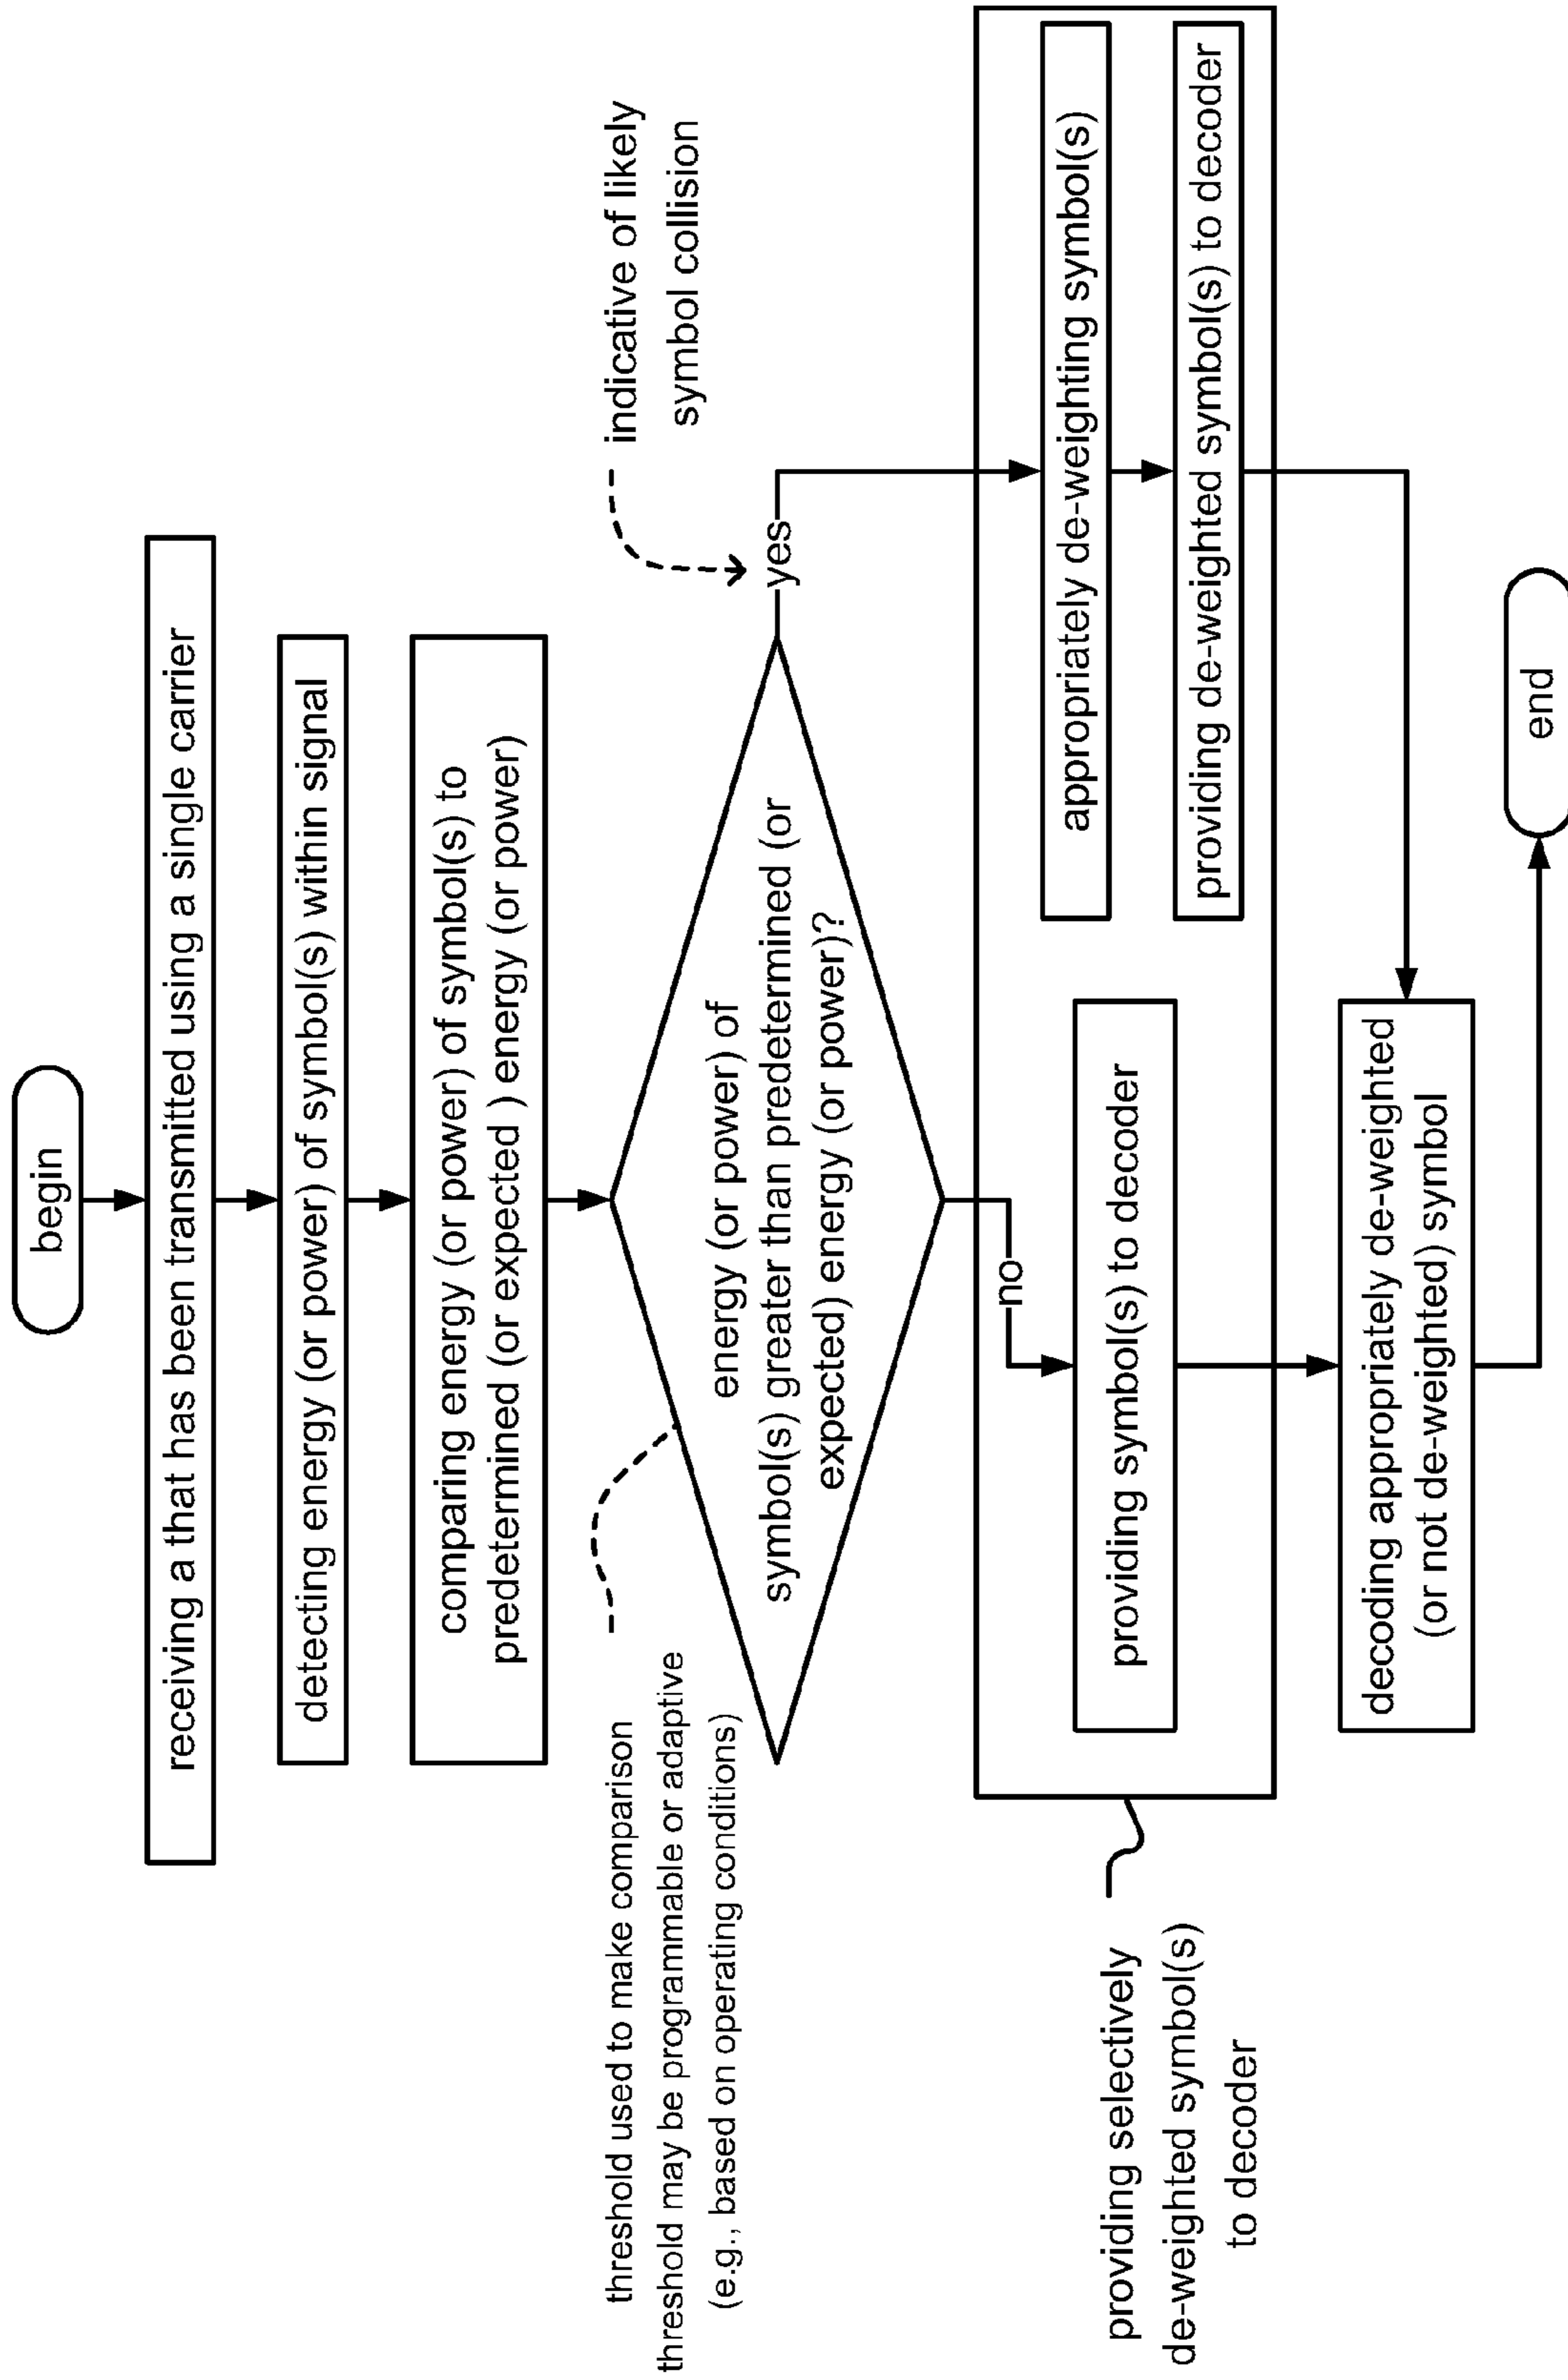 begin
receiving a that has been transmitted using a single carrier
detecting energy (or power) of symbol(s) within signal
comparing energy (or power) of symbol(s) to
predetermined (or expected ) energy (or power)
threshold used to make comparison
threshold may be programmable or adaptive
(e.g., based on operating conditions)
energy (or power) of
symbol(s) greater than predetermined (or
expected) energy (or power)?
indicative of likely
symbol collision
yes
no
providing selectively
de-weighted symbol(s)
to decoder
providing symbol(s) to decoder
appropriately de-weighting symbol(s)
providing de-weighted symbol(s) to decoder
decoding appropriately de-weighted
(or not de-weighted) symbol
end